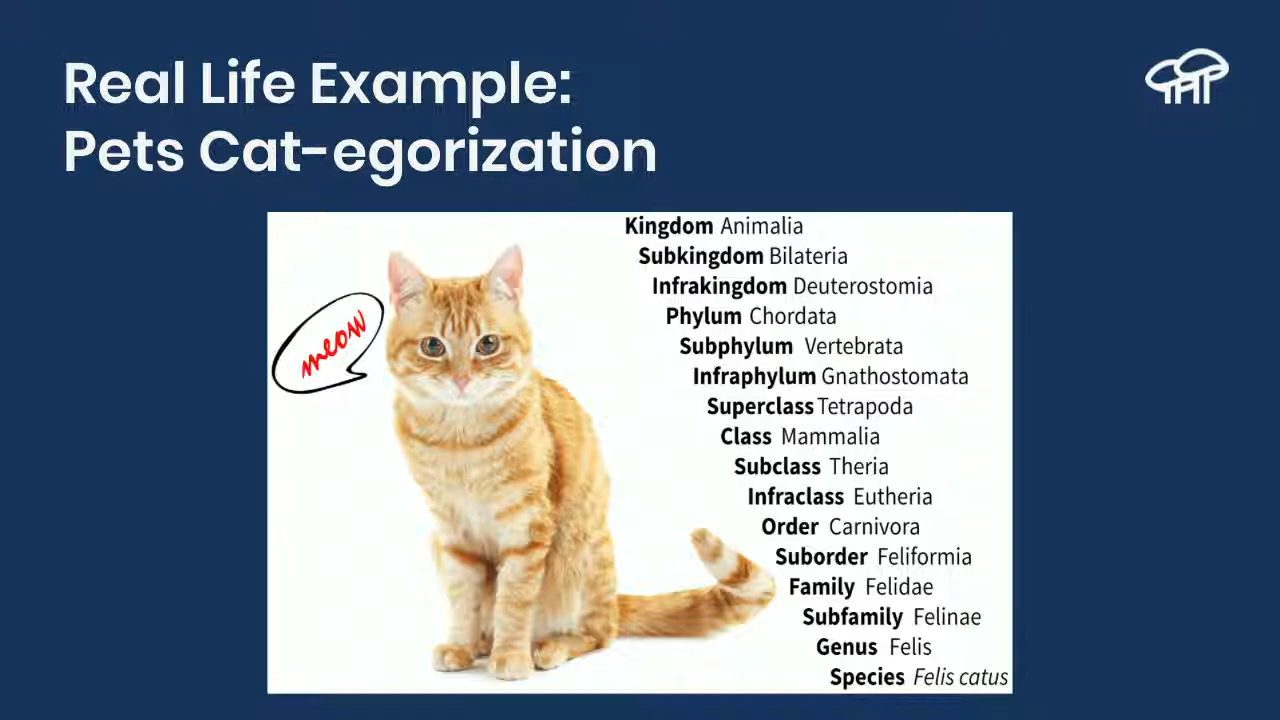 Real Life Example:
Pets Cat-egorization
meow
Kingdom Animalia
Subkingdom Bilateria
Infrakingdom Deuterostomia
Phylum Chordata
Subphylum Vertebrata
Infraphylum Gnathostomata
Superclass Tetrapoda
Class Mammalia
Subclass Theria
Infraclass Eutheria
Order Carnivora
Suborder Feliformia
Family Felidae
Subfamily Felinae
Genus Felis
Species Felis catus